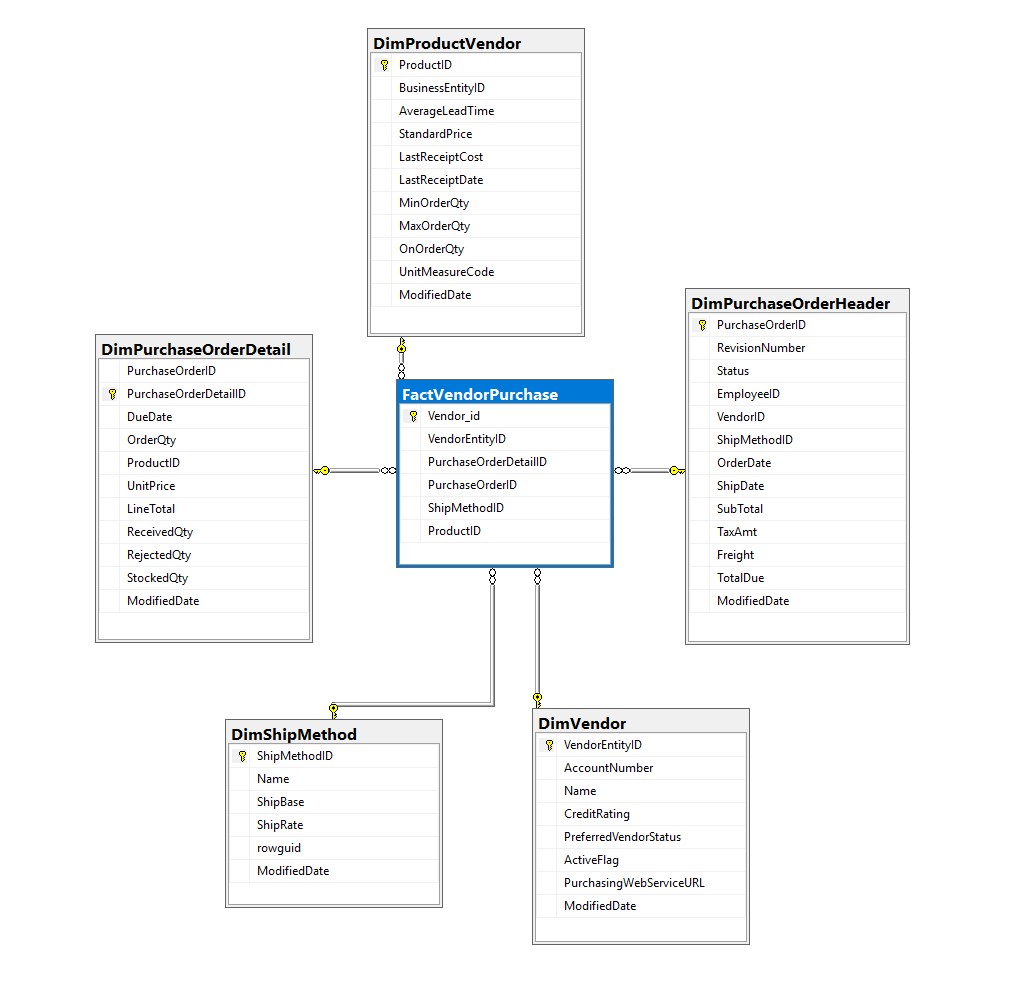 DimProductVendor
ProductID
BusinessEntityID
AverageLeadTime
StandardPrice
LastReceiptCost
LastReceiptDate
MinOrderQty
MaxOrderQty
OnOrderQty
UnitMeasureCode
ModifiedDate
DimPurchaseOrderHeader
PurchaseOrderID
RevisionNumber
Status
EmployeeID
VendorID
ShipMethodID
OrderDate
ShipDate
SubTotal
TaxAmt
Freight
TotalDue
ModifiedDate
DimPurchaseOrderDetail
PurchaseOrderID
PurchaseOrderDetailID
DueDate
OrderQty
ProductID
UnitPrice
LineTotal
ReceivedQty
RejectedQty
StockedQty
ModifiedDate
FactVendorPurchase
Vendor_id
VendorEntityID
PurchaseOrderDetailID
PurchaseOrderID
ShipMethodID
ProductID
DimShipMethod
ShipMethodID
Name
ShipBase
ShipRate
rowguid
ModifiedDate
DimVendor
VendorEntityID
AccountNumber
Name
CreditRating
PreferredVendorStatus
ActiveFlag
PurchasingWebServiceURL
ModifiedDate